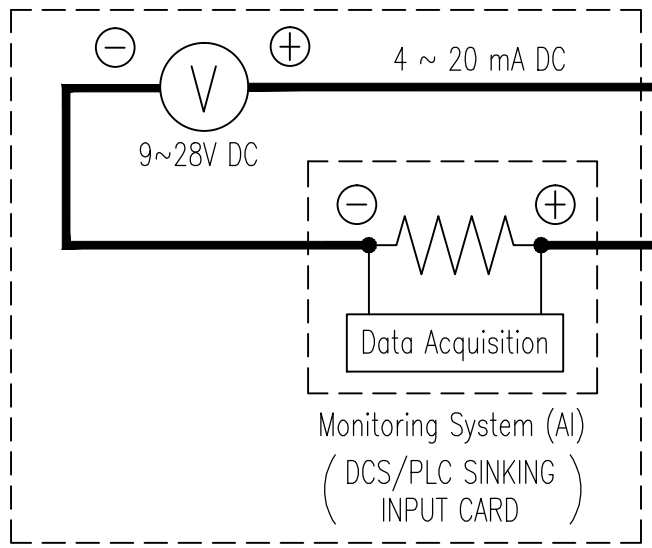 − +
4 ~ 20 mA DC
V
9~28V DC
− +
Data Acquisition
Monitoring System (AI)
( DCS/PLC SINKING
INPUT CARD )